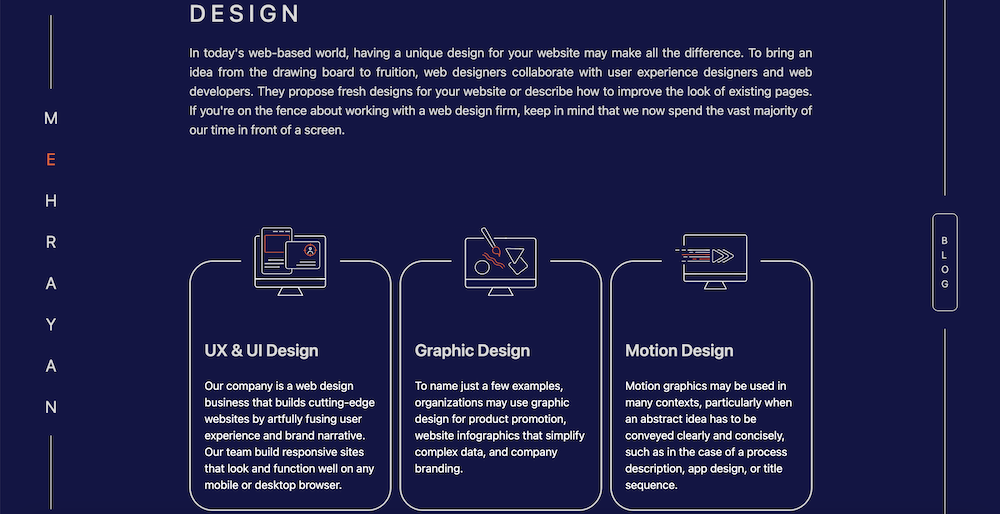 DESIGN
In today's web-based world, having a unique design for your website may make all the difference. To bring an
idea from the drawing board to fruition, web designers collaborate with user experience designers and web
developers. They propose fresh designs for your website or describe how to improve the look of existing pages.
If you're on the fence about working with a web design firm, keep in mind that we now spend the vast majority of
our time in front of a screen.
MEHRAYAN
BLOG
UX & UI Design
Our company is a web design
business that builds cutting-edge
websites by artfully fusing user
experience and brand narrative.
Our team build responsive sites
that look and function well on any
mobile or desktop browser.
Graphic Design
To name just a few examples,
organizations may use graphic
design for product promotion,
website infographics that simplify
complex data, and company
branding.
Motion Design
Motion graphics may be used in
many contexts, particularly when
an abstract idea has to be
conveyed clearly and concisely,
such as in the case of a process
description, app design, or title
sequence.